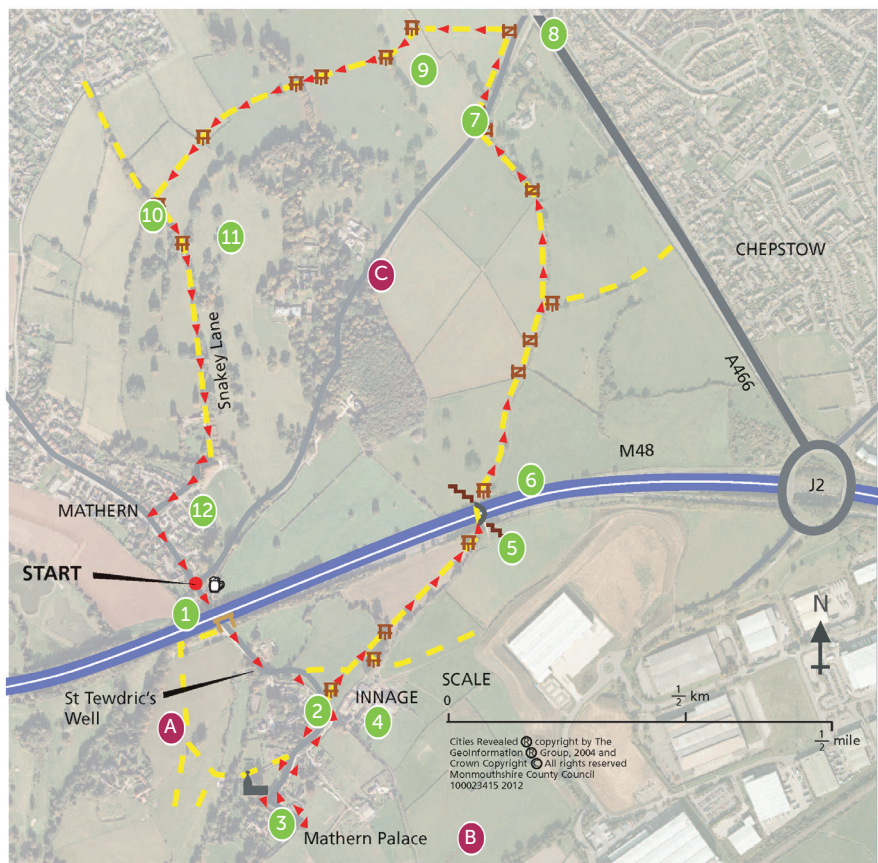 8
9
7
10
11
CHEPSTOW
C
Snakey Lane
A466
M48
6
J2
MATHERN
12
5
START
1
N
St Tewdric's
Well
INNAGE
SCALE
0
1/2 km
1/2 mile
2
4
A
Cities Revealed ® copyright by The
GeoInformation ® Group, 2004 and
Crown Copyright © All rights reserved
Monmouthshire County Council
100023415 2012
3
Mathern Palace
B